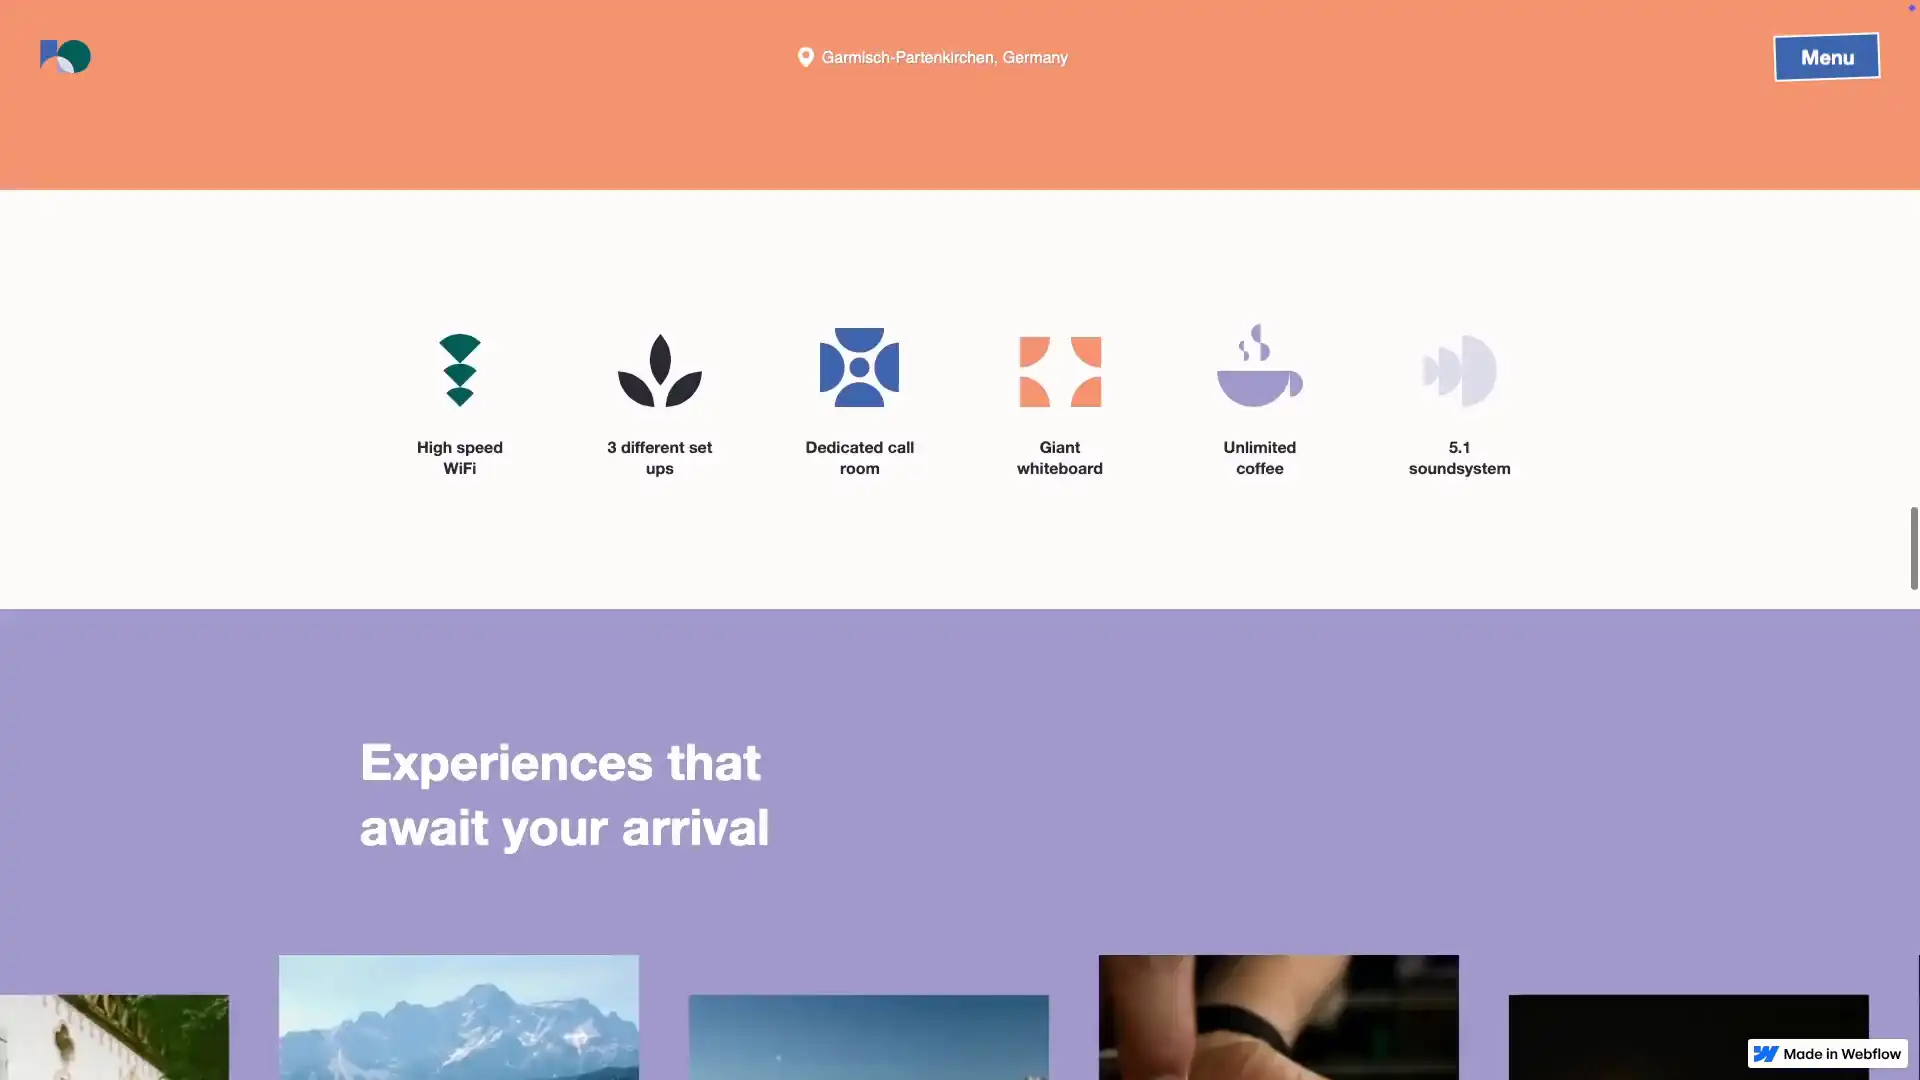 Garmisch-Partenkirchen, Germany
Menu
High speed
WiFi
3 different set
ups
Dedicated call
room
Giant
whiteboard
Unlimited
coffee
5.1
soundsystem
Experiences that
await your arrival
Made in Webflow